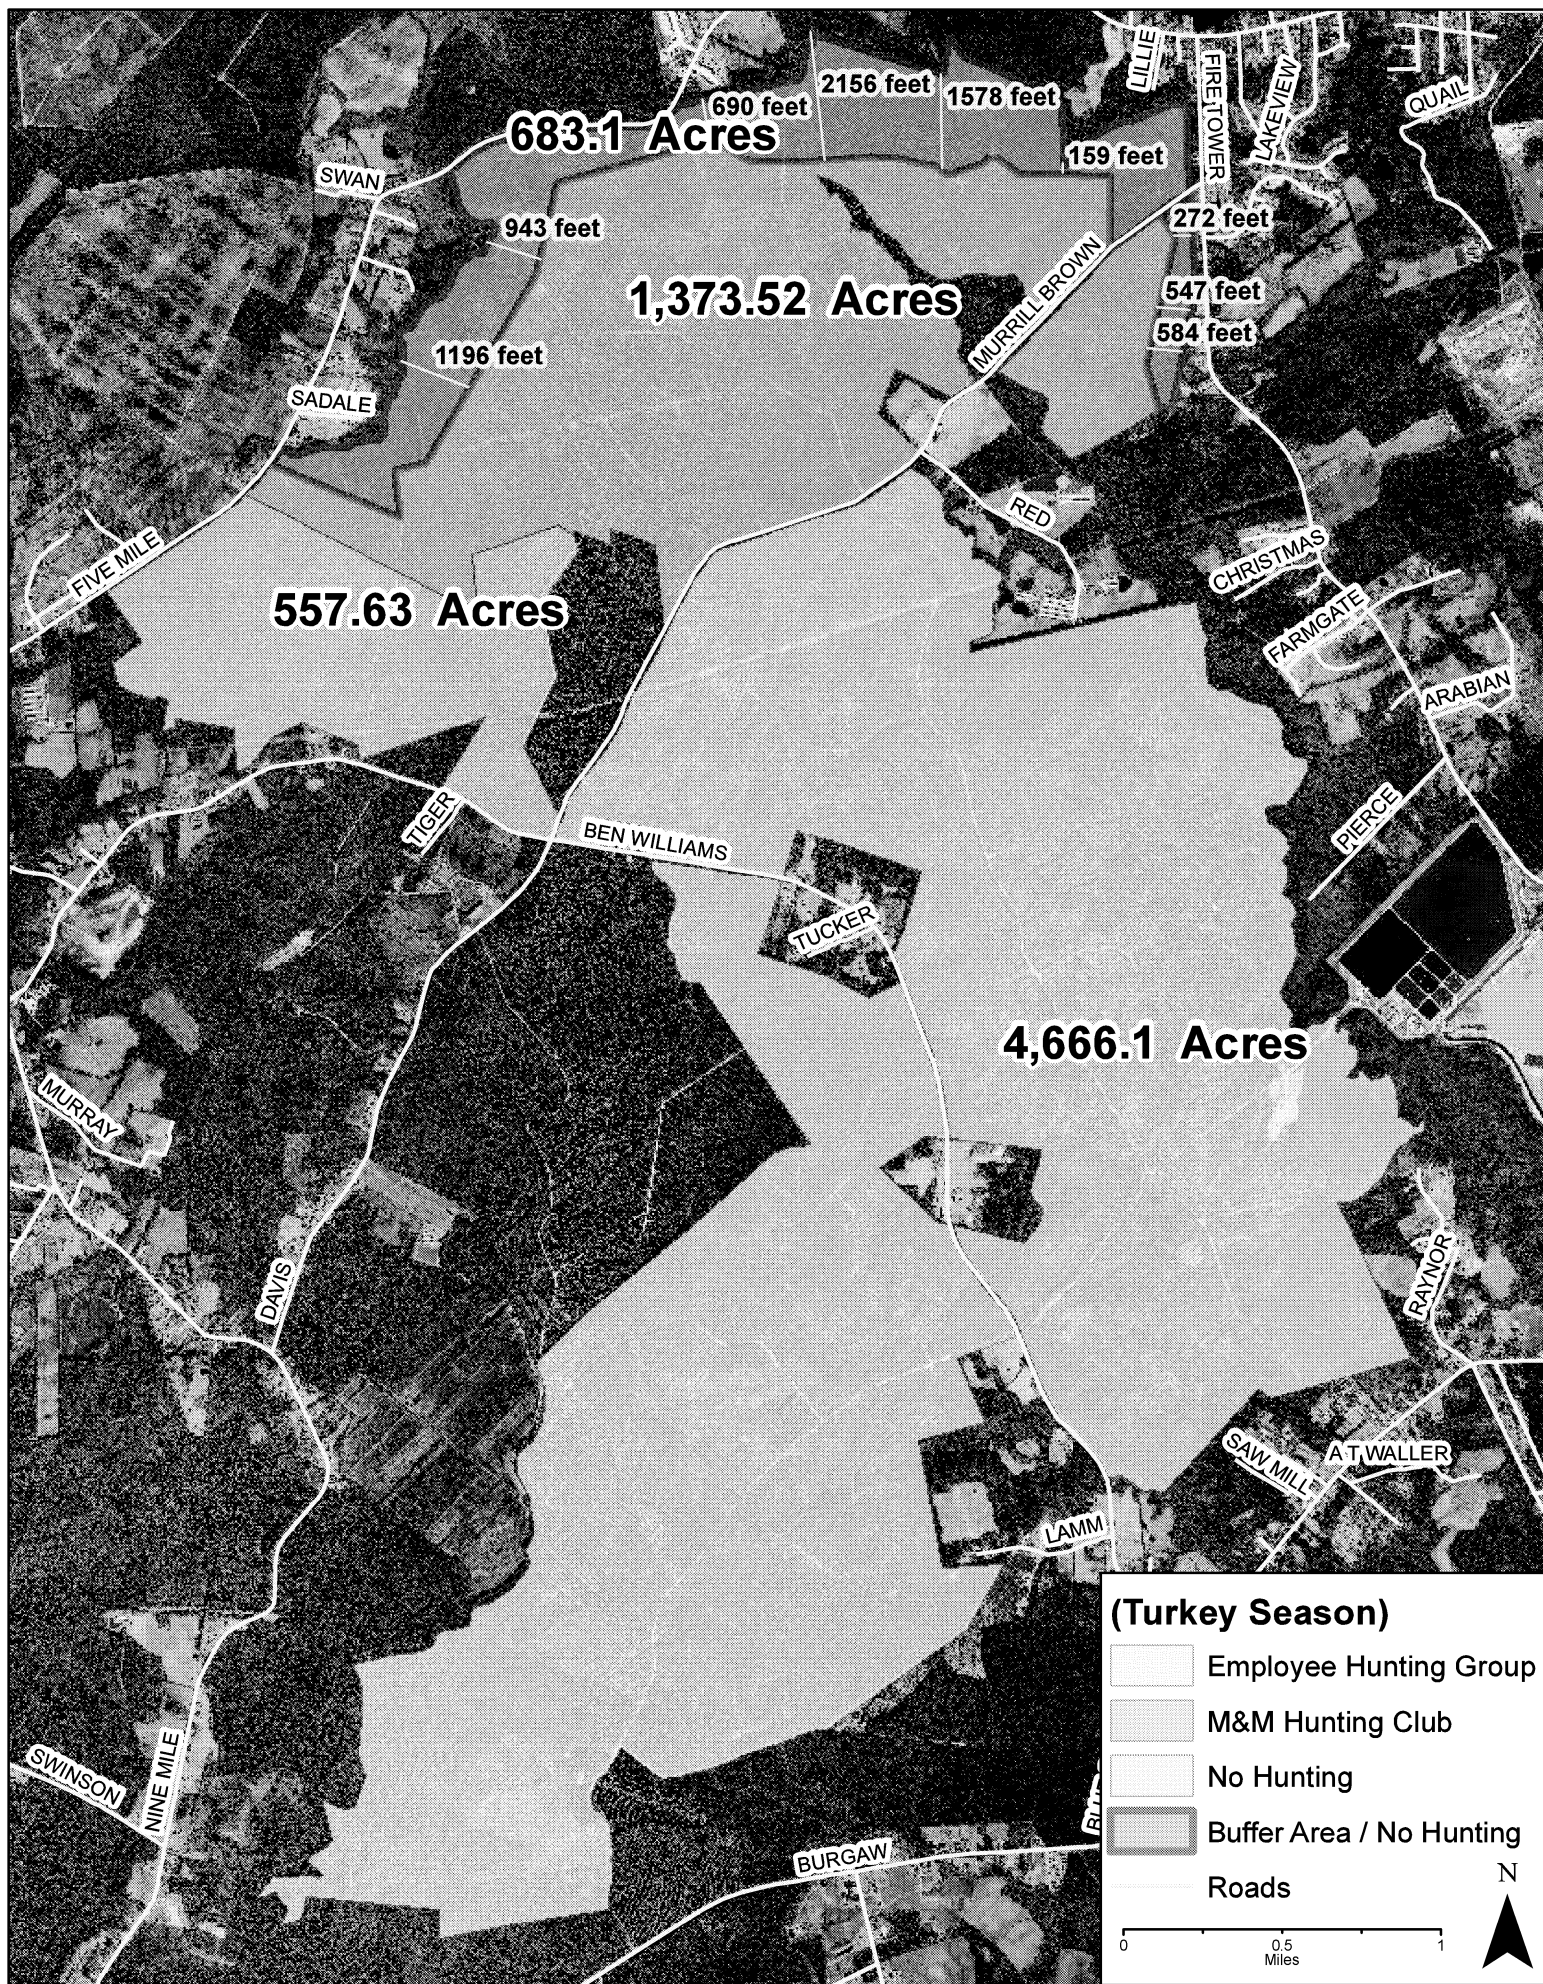 LILLIE
FIRE TOWER
LAKEVIEW
QUAIL
690 feet
2156 feet
1578 feet
683.1 Acres
159 feet
SWAN
943 feet
272 feet
1,373.52 Acres
MURRILL BROWN
547 feet
584 feet
1196 feet
SADALE
RED
FIVE MILE
CHRISTMAS
557.63 Acres
FARMGATE
ARABIAN
TIGER
PIERCE
BEN WILLIAMS
TUCKER
4,666.1 Acres
MURRAY
DAVIS
RAYNOR
SAW MILL
A T WALLER
LAMM
SWINSON
NINE MILE
BURGAW
(Turkey Season)
Employee Hunting Group
M&M Hunting Club
No Hunting
Buffer Area / No Hunting
Roads
N
0 0.5 1
Miles